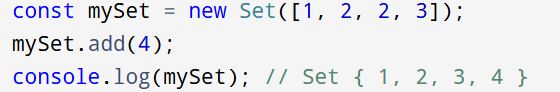 const mySet = new Set([1, 2, 2, 3]);
mySet.add(4);
console.log(mySet); // Set { 1, 2, 3, 4 }